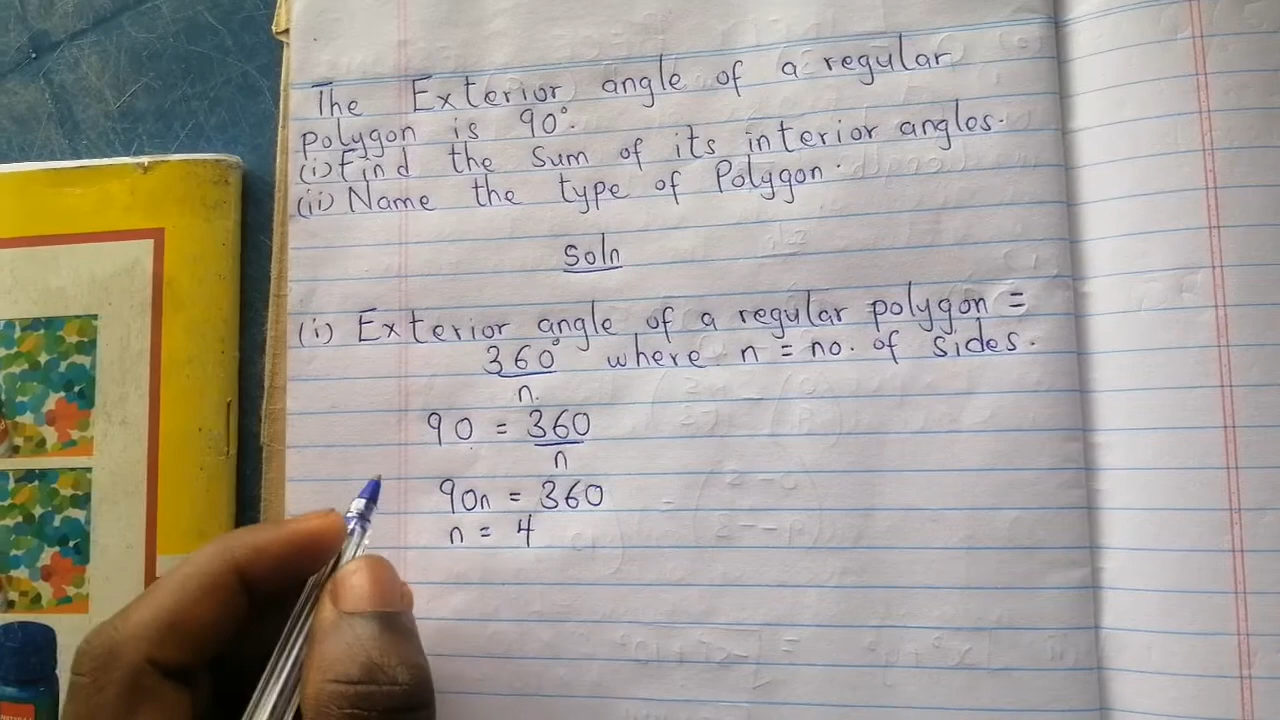 The Exterior angle of a regular
polygon is 90°.
(i) Find the sum of its interior angles.
(ii) Name the type of Polygon.
Soln
(i) Exterior angle of a regular polygon =
360° where n = no. of sides.
n.
90 = 360
n
90n = 360
n = 4